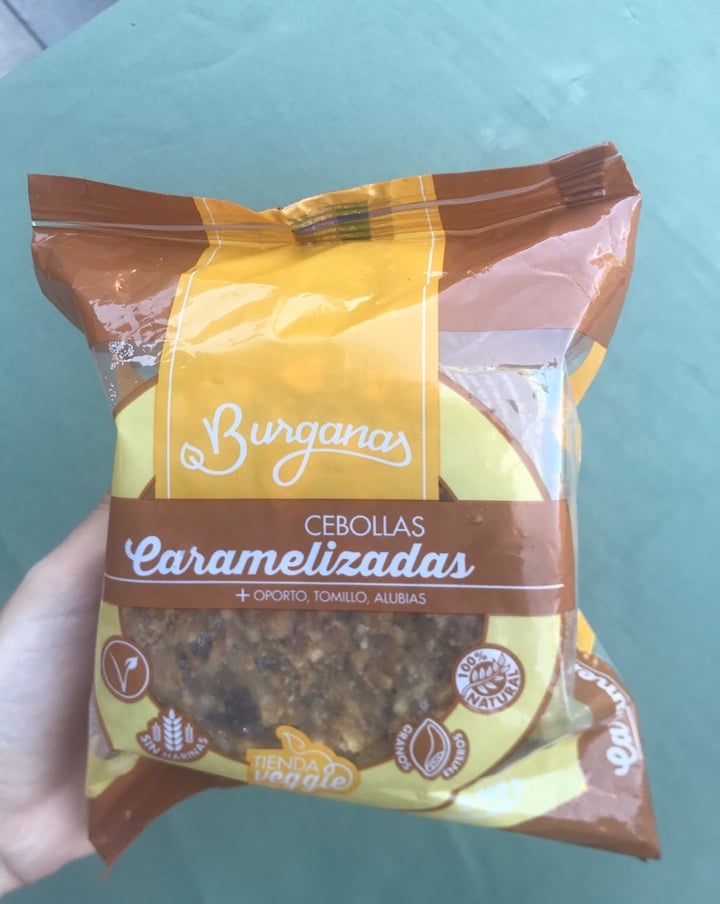 Burganas
CEBOLLAS
Caramelizadas
+ OPORTO, TOMILLO, ALUBIAS
100%
NATURAL
SIN HARINAS
GRANOS
ENTEROS
TIENDA
veggie